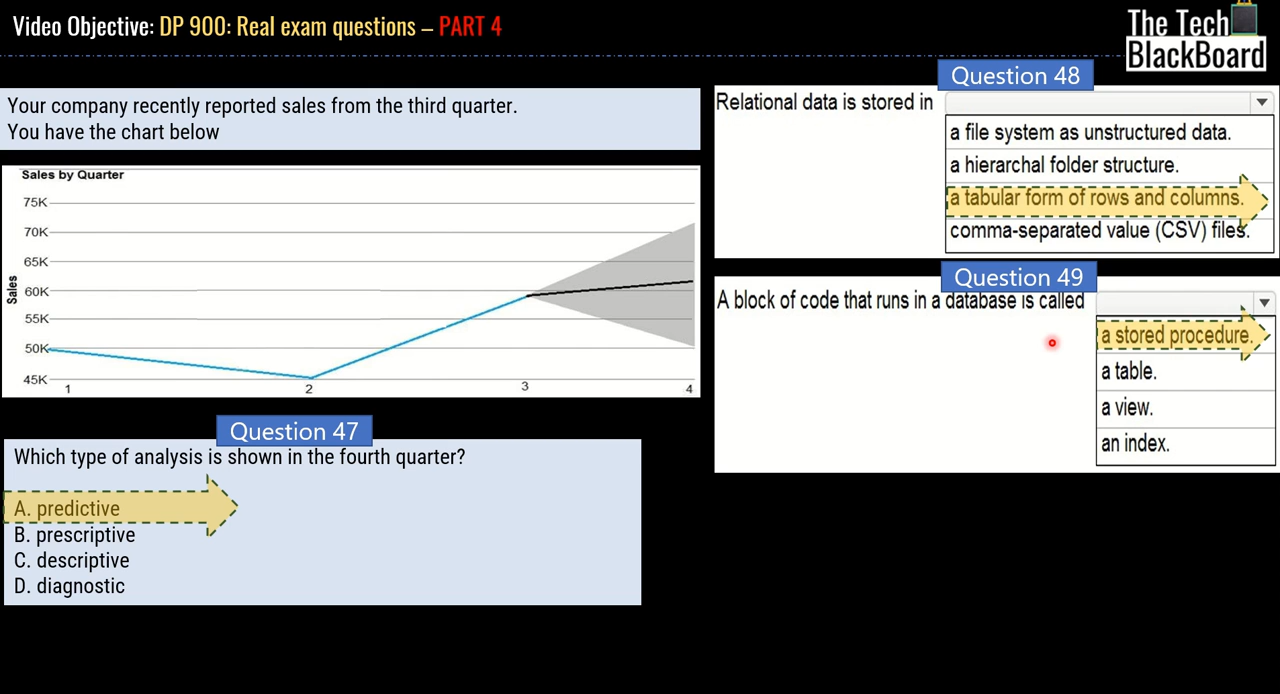 Video Objective: DP 900: Real exam questions – PART 4
The Tech
BlackBoard
Your company recently reported sales from the third quarter.
You have the chart below
Sales by Quarter
75K
70K
65K
60K
55K
50K
45K
Sales
1
2
3
4
Question 47
Which type of analysis is shown in the fourth quarter?
A. predictive
B. prescriptive
C. descriptive
D. diagnostic
Question 48
Relational data is stored in
a file system as unstructured data.
a hierarchal folder structure.
a tabular form of rows and columns.
comma-separated value (CSV) files.
Question 49
A block of code that runs in a database is called
a stored procedure.
a table.
a view.
an index.